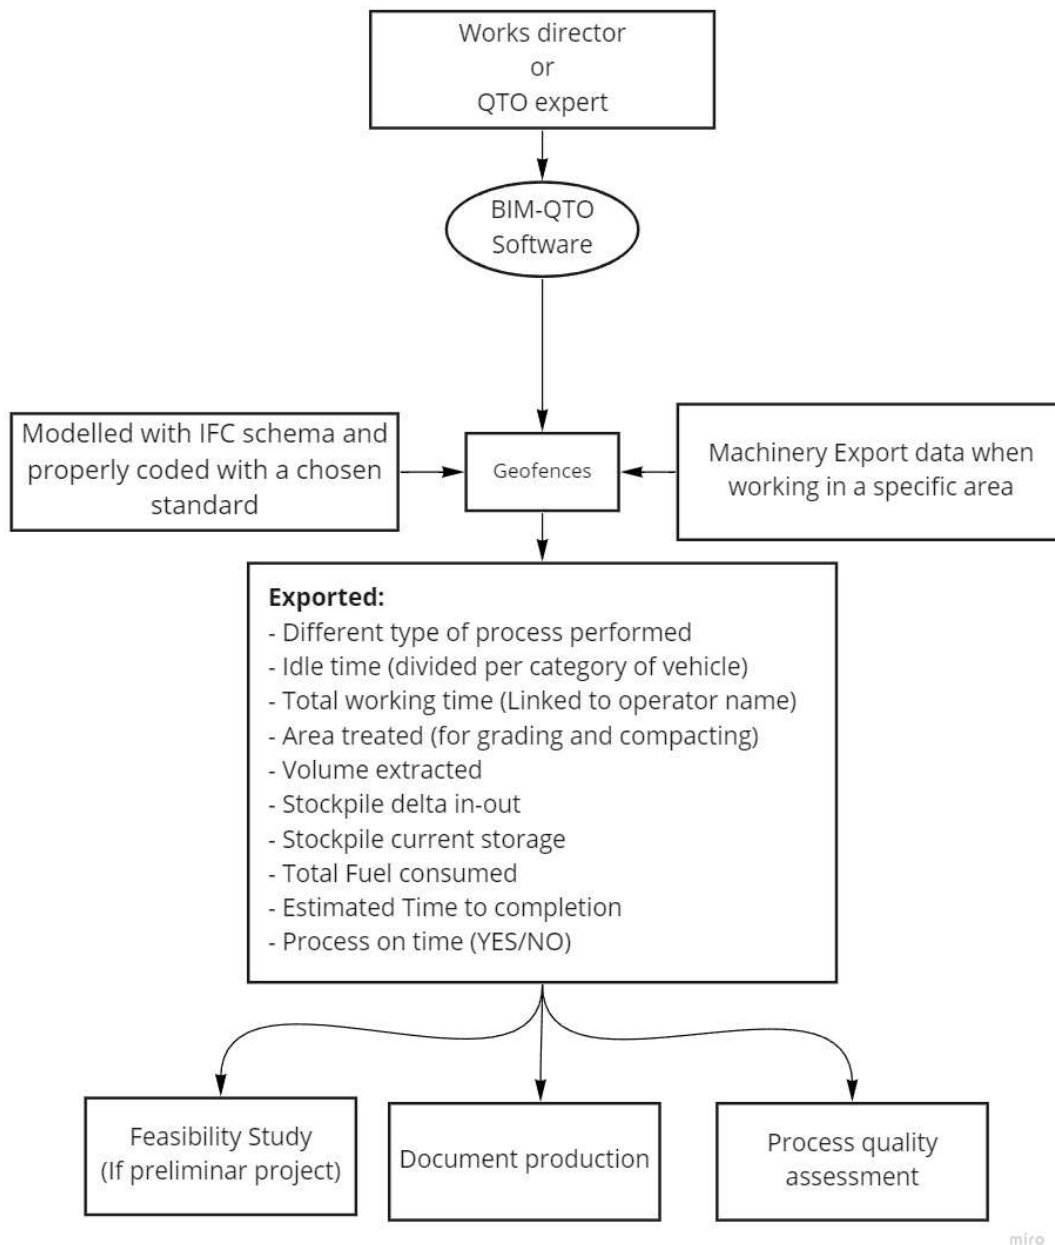 Works director
or
QTO expert
BIM-QTO
Software
Modelled with IFC schema and
properly coded with a chosen
standard
Geofences
Machinery Export data when
working in a specific area
Exported:
- Different type of process performed
- Idle time (divided per category of vehicle)
- Total working time (Linked to operator name)
- Area treated (for grading and compacting)
- Volume extracted
- Stockpile delta in-out
- Stockpile current storage
- Total Fuel consumed
- Estimated Time to completion
- Process on time (YES/NO)
Feasibility Study
(If preliminar project)
Document production
Process quality
assessment
miro